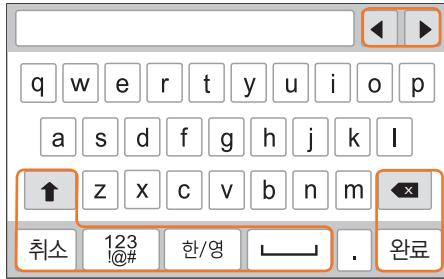 q w e r t y u i o p
a s d f g h j k l
z x c v b n m
취소 123 !@# 한/영 . 완료